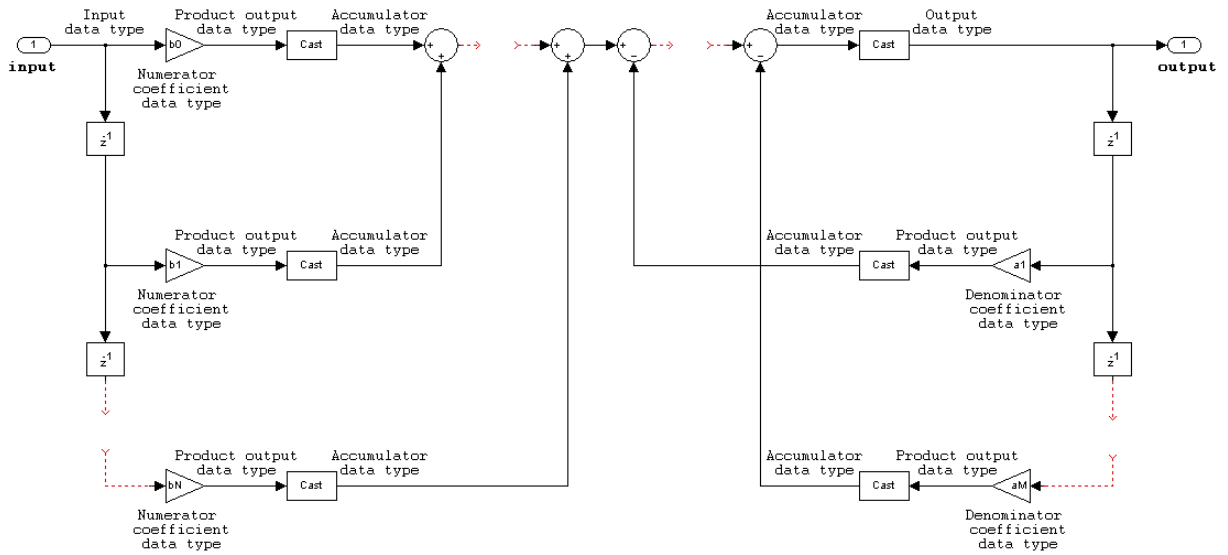 Input
data type
Product output
data type
Accumulator
data type
Accumulator
data type
Output
data type
1
input
b0
Cast
+
+
+
+
+
−
+
−
Cast
1
output
Numerator
coefficient
data type
z-1
z-1
Product output
data type
Accumulator
data type
Accumulator
data type
Product output
data type
b1
Cast
Cast
a1
Numerator
coefficient
data type
Denominator
coefficient
data type
z-1
z-1
Product output
data type
Accumulator
data type
Accumulator
data type
Product output
data type
bN
Cast
Cast
aM
Numerator
coefficient
data type
Denominator
coefficient
data type